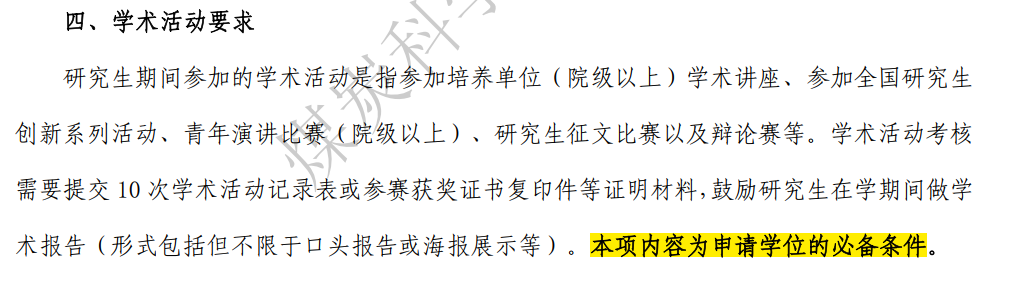 四、学术活动要求
研究生期间参加的学术活动是指参加培养单位（院级以上）学术讲座、参加全国研究生
创新系列活动、青年演讲比赛（院级以上）、研究生征文比赛以及辩论赛等。学术活动考核
需要提交 10 次学术活动记录表或参赛获奖证书复印件等证明材料,鼓励研究生在学期间做学
术报告（形式包括但不限于口头报告或海报展示等）。本项内容为申请学位的必备条件。
煤炭科学